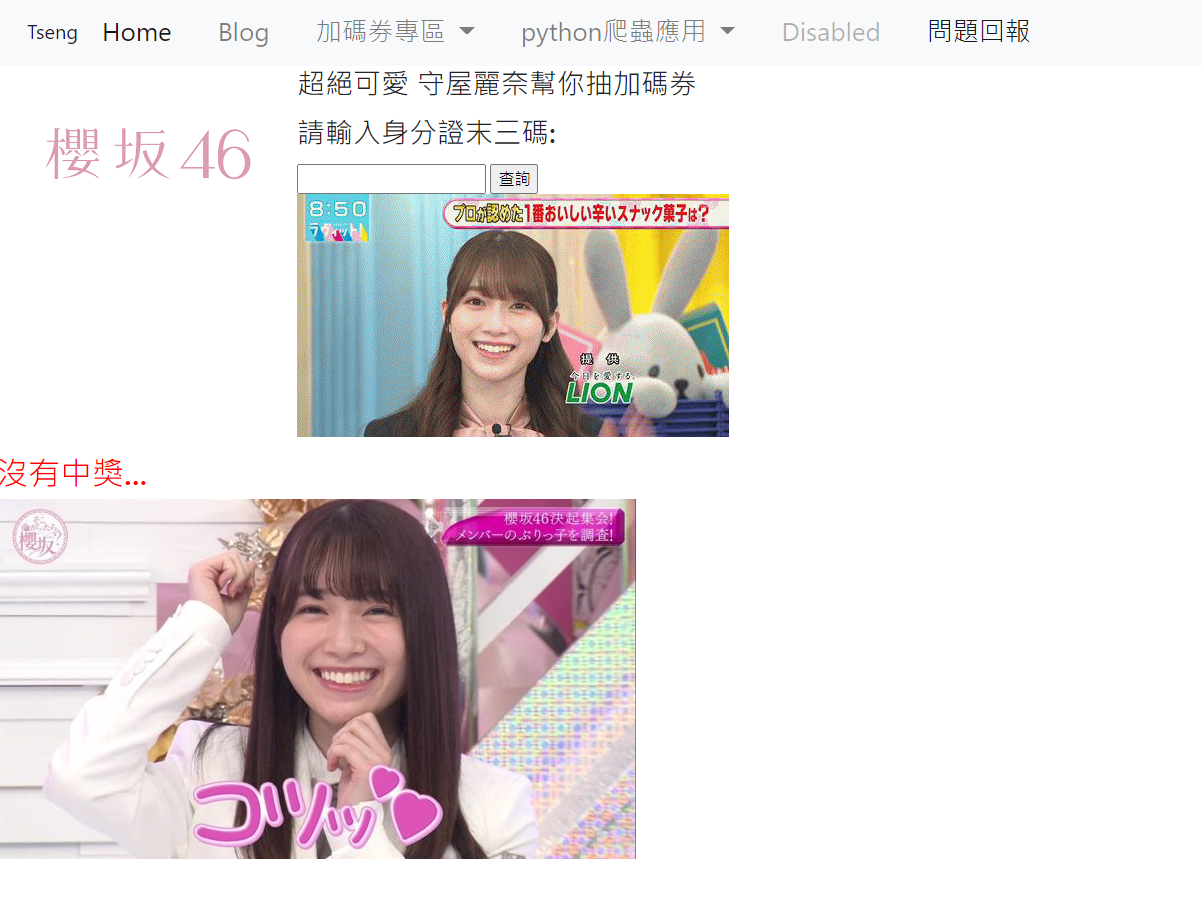 Tseng Home Blog 加碼券專區 python爬蟲應用 Disabled 問題回報
超絕可愛 守屋麗奈幫你抽加碼券
櫻坂46
請輸入身分證末三碼:
查詢
8:50
ラヴィット!
プロが認めた1番おいしい辛いスナック菓子は?
提 供
今日を愛する。
LION
沒有中獎...
そこ
曲がったら
櫻坂?
櫻坂46決起集会!
メンバーのぶりっ子を調査!
コツッ